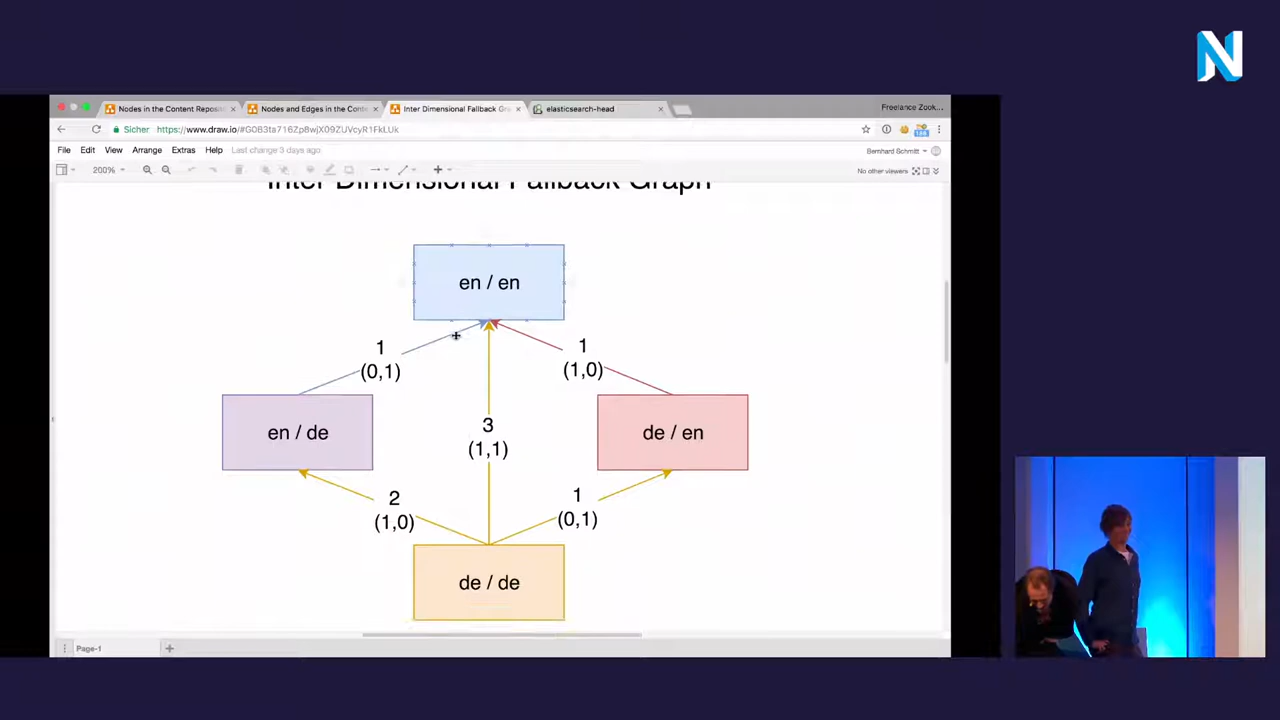 N
Nodes in the Content Reposi
Nodes and Edges in the Conte
Inter Dimensional Fallback Gra
elasticsearch-head
Freelance Zook...
Sicher
https://www.draw.io/#G0B3ta716Zp8wjX09ZUVcyR1FkLUk
File
Edit
View
Arrange
Extras
Help
Last change 3 days ago
Bernhard Schmitt
200%
No other viewers
Inter Dimensional Fallback Graph
en / en
1
(0,1)
1
(1,0)
en / de
3
(1,1)
de / en
2
(1,0)
1
(0,1)
de / de
Page-1